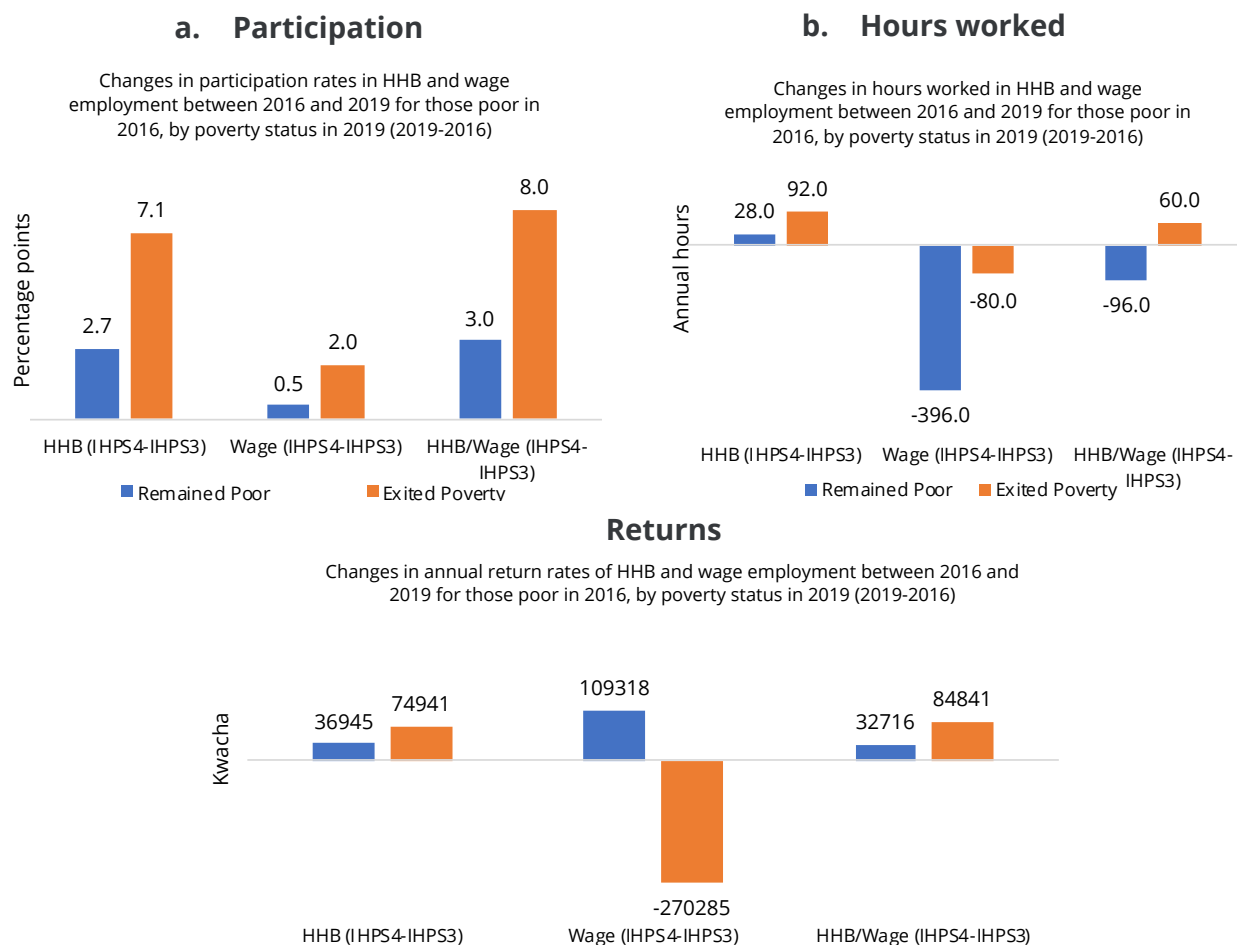 a. Participation
Changes in participation rates in HHB and wage
employment between 2016 and 2019 for those poor in
2016, by poverty status in 2019 (2019-2016)
Percentage points
2.7
7.1
0.5
2.0
3.0
8.0
HHB (IHPS4-IHPS3)
Wage (IHPS4-IHPS3)
HHB/Wage (IHPS4-
IHPS3)
Remained Poor
Exited Poverty
b. Hours worked
Changes in hours worked in HHB and wage
employment between 2016 and 2019 for those poor in
2016, by poverty status in 2019 (2019-2016)
Annual hours
28.0
92.0
-396.0
-80.0
-96.0
60.0
HHB (IHPS4-IHPS3)
Wage (IHPS4-IHPS3)
HHB/Wage (IHPS4-
IHPS3)
Remained Poor
Exited Poverty
Returns
Changes in annual return rates of HHB and wage employment between 2016 and
2019 for those poor in 2016, by poverty status in 2019 (2019-2016)
Kwacha
36945
74941
109318
-270285
32716
84841
HHB (IHPS4-IHPS3)
Wage (IHPS4-IHPS3)
HHB/Wage (IHPS4-IHPS3)